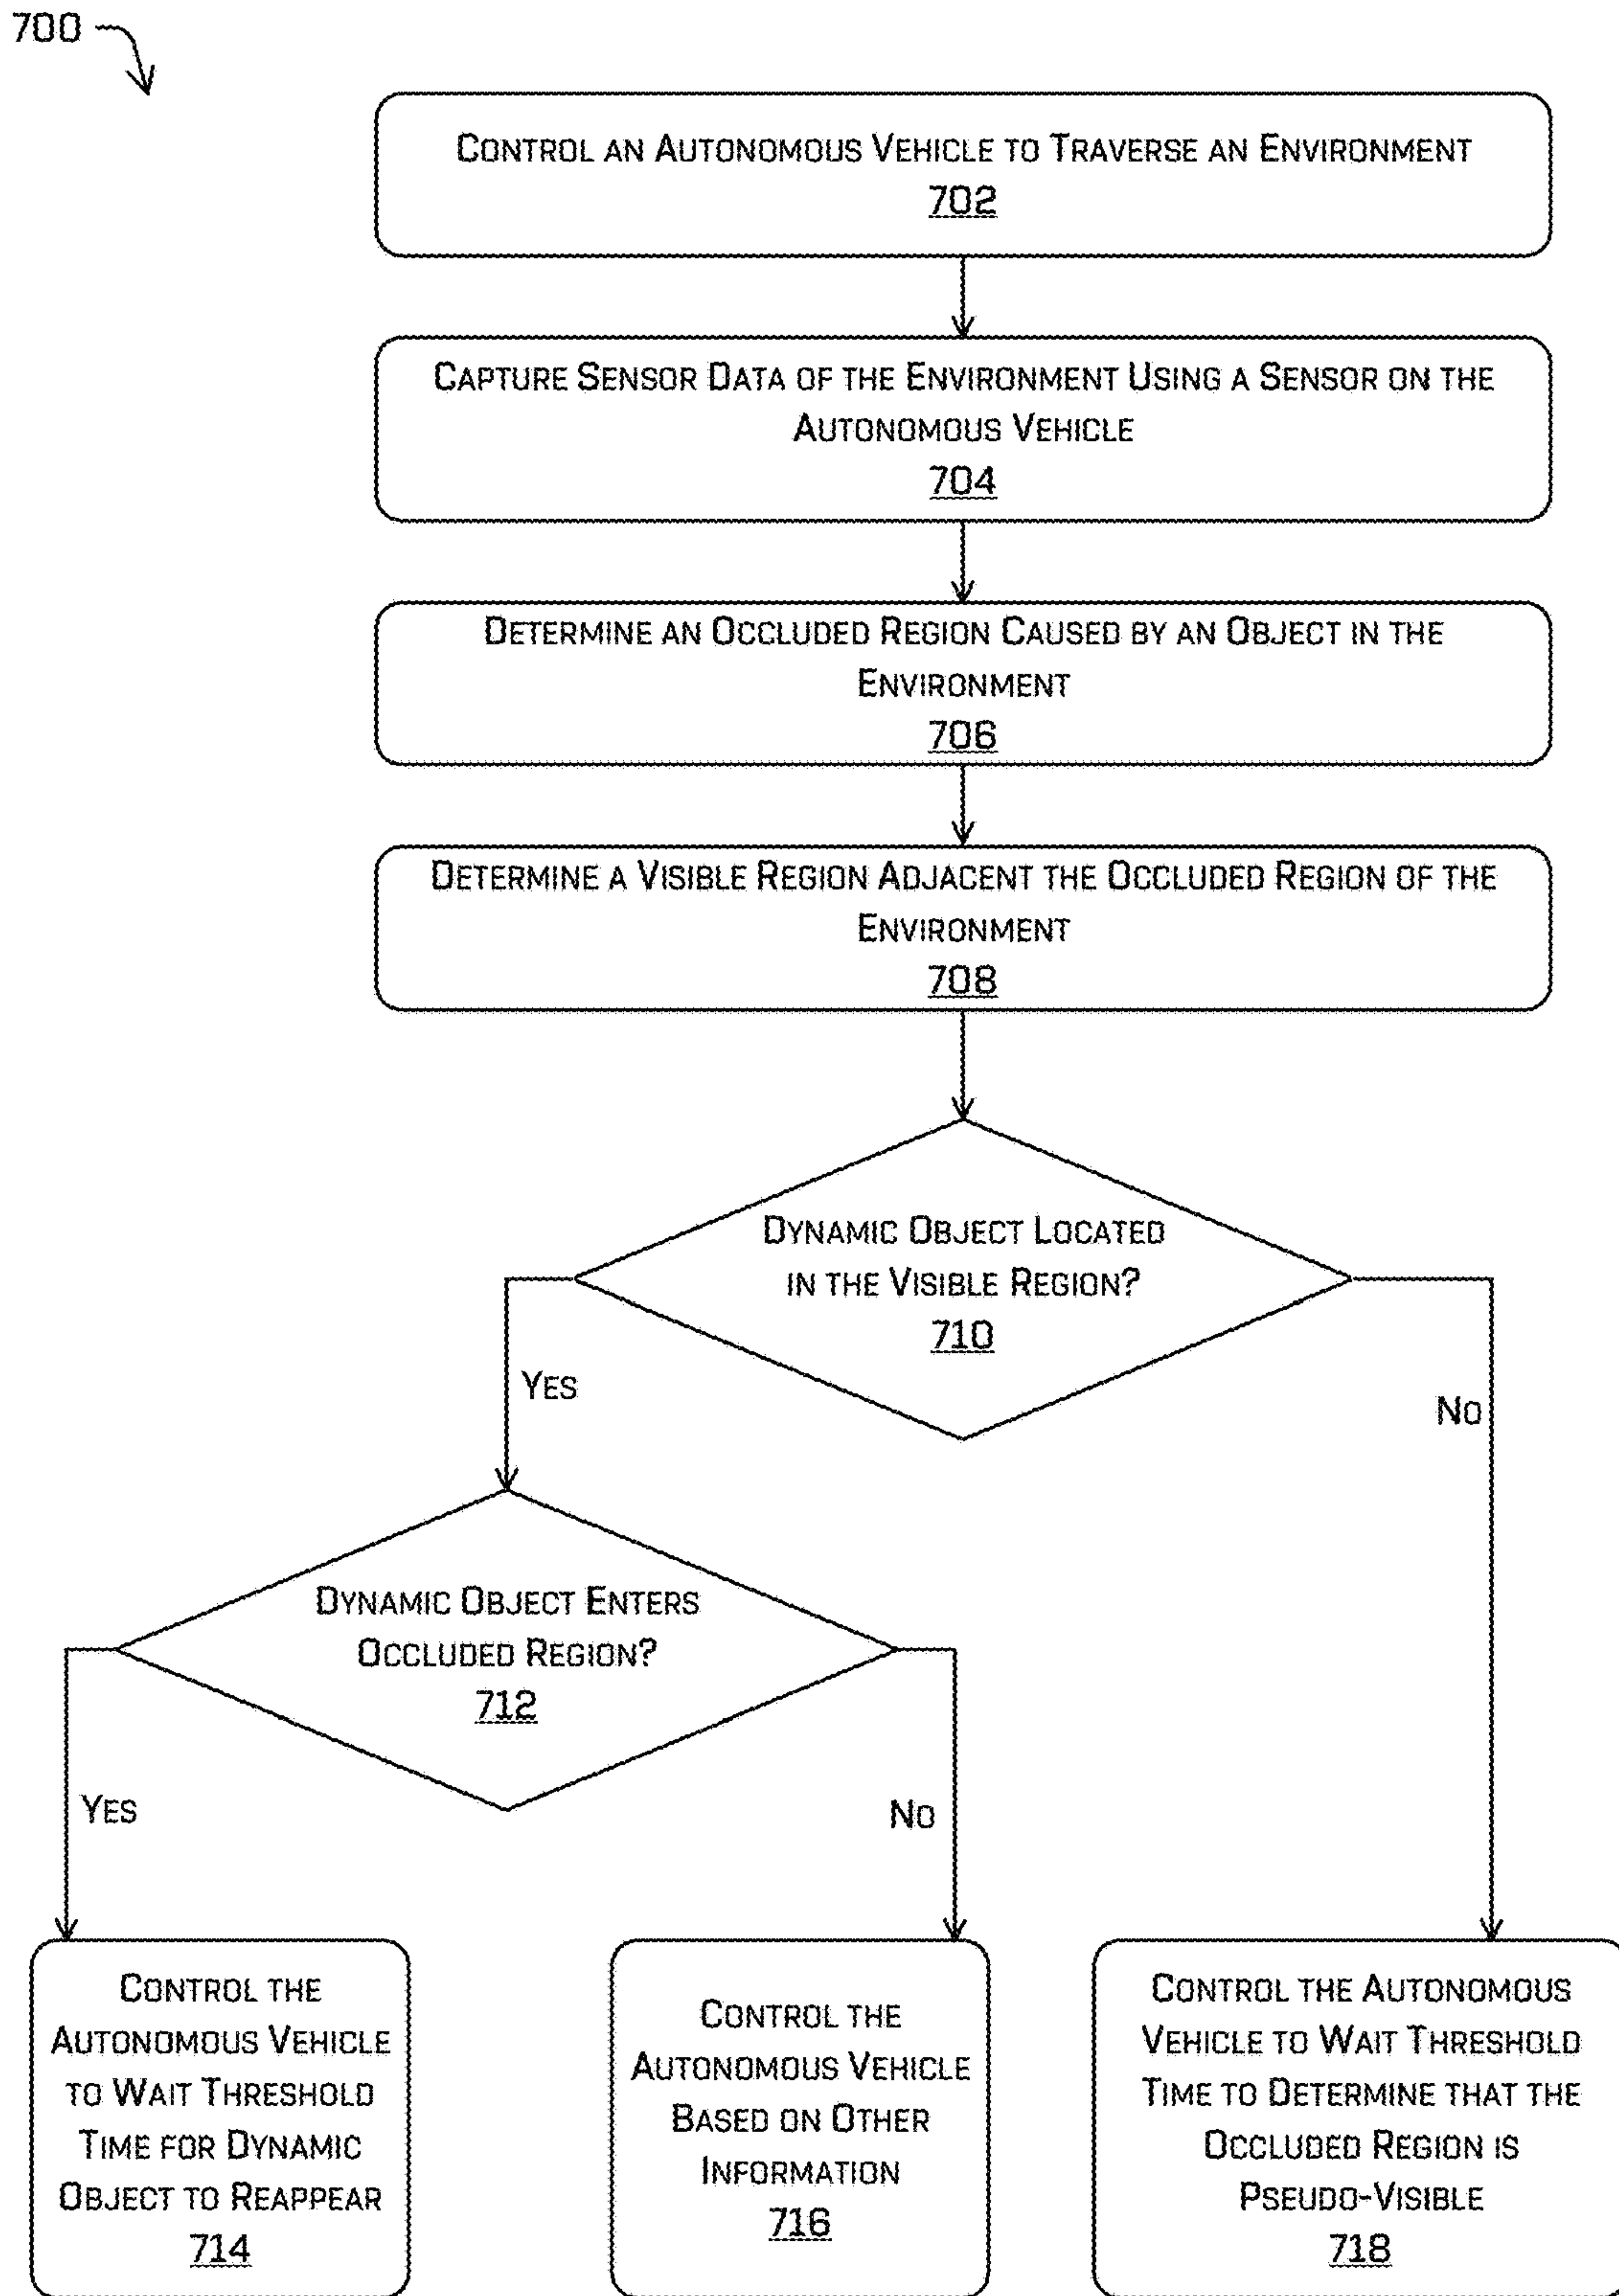 700
Control an Autonomous Vehicle to Traverse an Environment
702
Capture Sensor Data of the Environment Using a Sensor on the
Autonomous Vehicle
704
Determine an Occluded Region Caused by an Object in the
Environment
706
Determine a Visible Region Adjacent the Occluded Region of the
Environment
708
Dynamic Object Located
in the Visible Region?
710
Yes
No
Dynamic Object Enters
Occluded Region?
712
Yes
No
Control the
Autonomous Vehicle
to Wait Threshold
Time for Dynamic
Object to Reappear
714
Control the
Autonomous Vehicle
Based on Other
Information
716
Control the Autonomous
Vehicle to Wait Threshold
Time to Determine that the
Occluded Region is
Pseudo-Visible
718